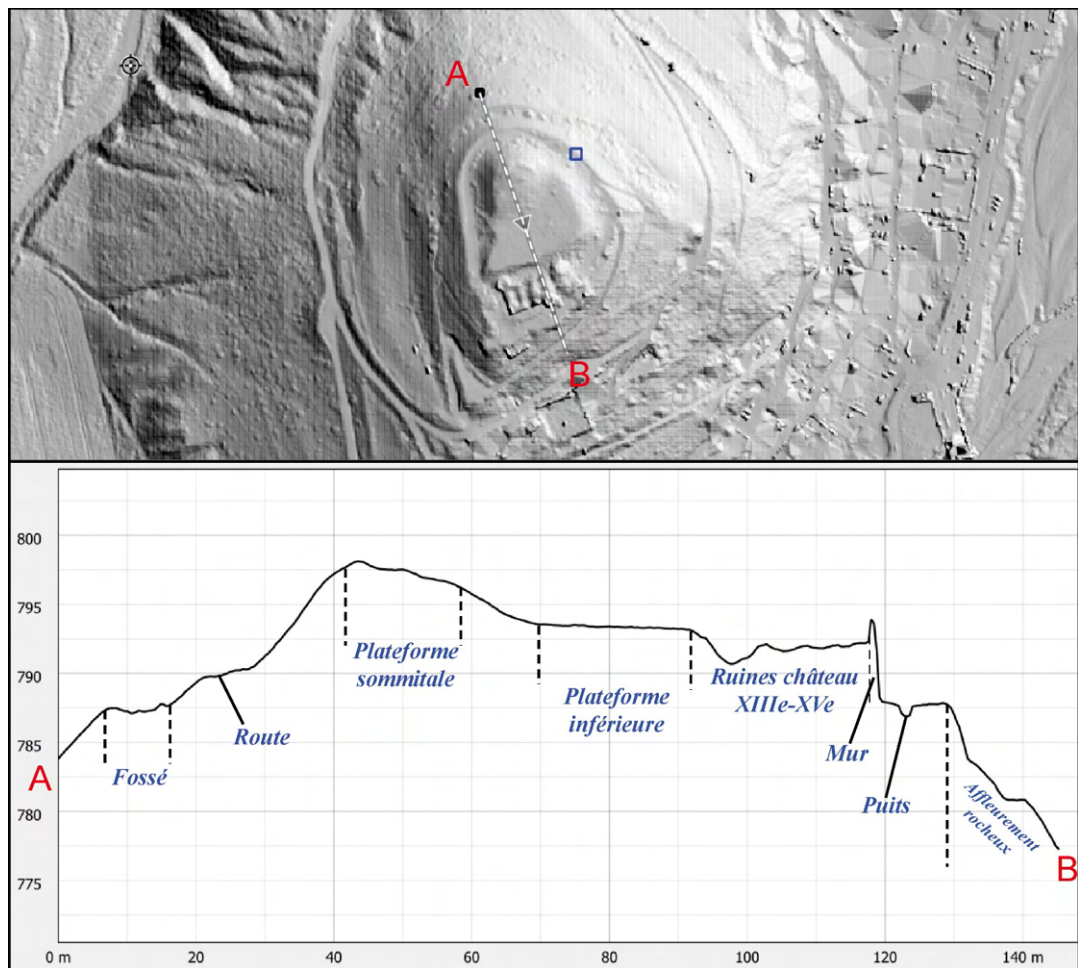 A
B
800
795
790
785
780
775
Plateforme
sommitale
Plateforme
inférieure
Ruines château
XIIIe-XVe
Route
Fossé
Mur
Puits
Affleurement
rocheux
A
B
0 m
20
40
60
80
100
120
140 m